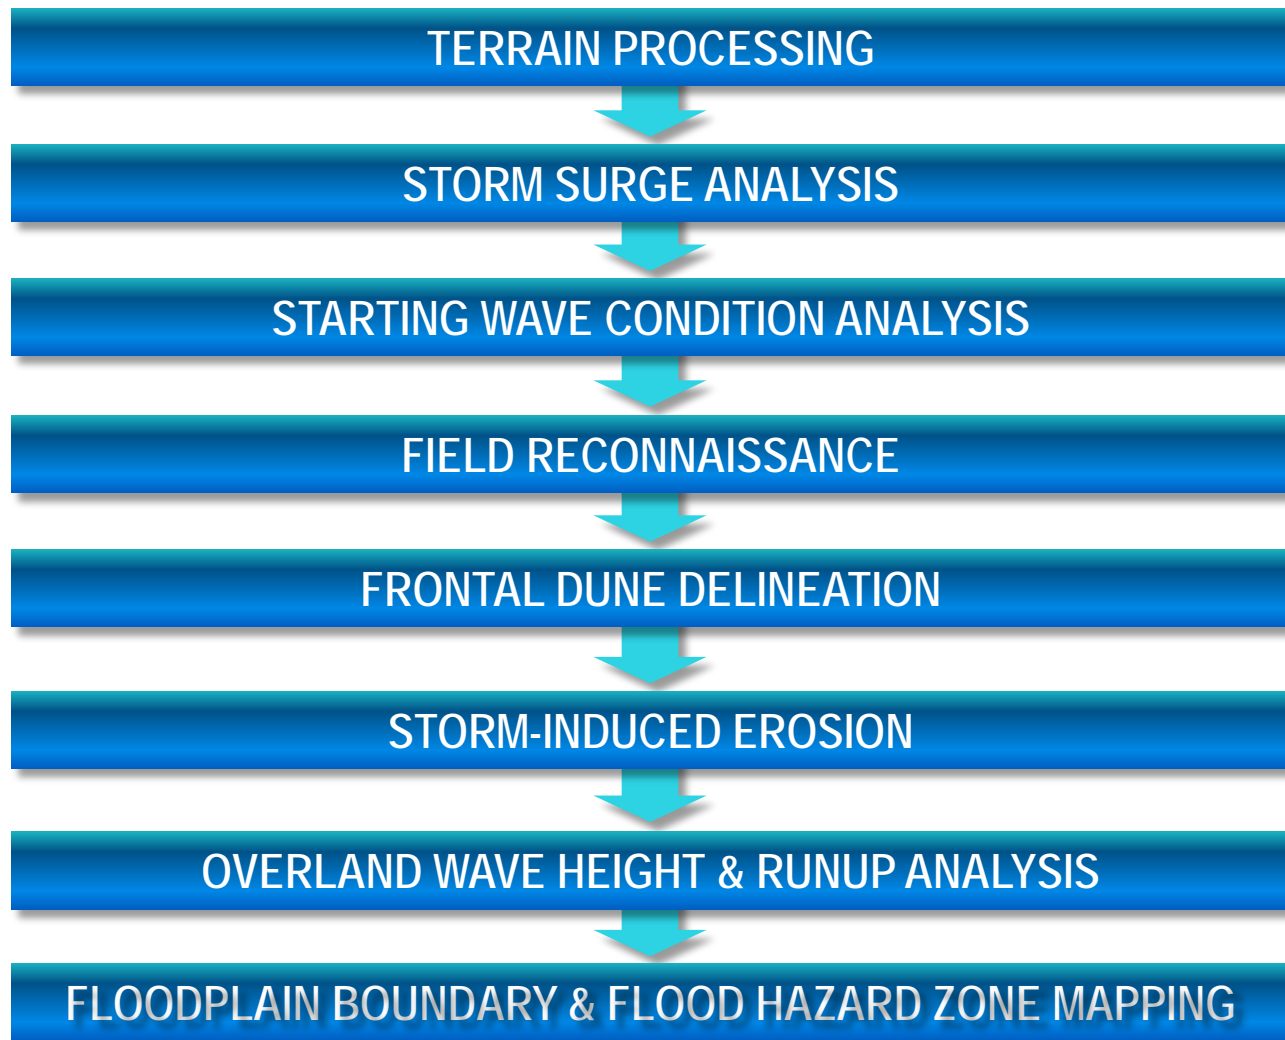 TERRAIN PROCESSING
STORM SURGE ANALYSIS
STARTING WAVE CONDITION ANALYSIS
FIELD RECONNAISSANCE
FRONTAL DUNE DELINEATION
STORM-INDUCED EROSION
OVERLAND WAVE HEIGHT & RUNUP ANALYSIS
FLOODPLAIN BOUNDARY & FLOOD HAZARD ZONE MAPPING